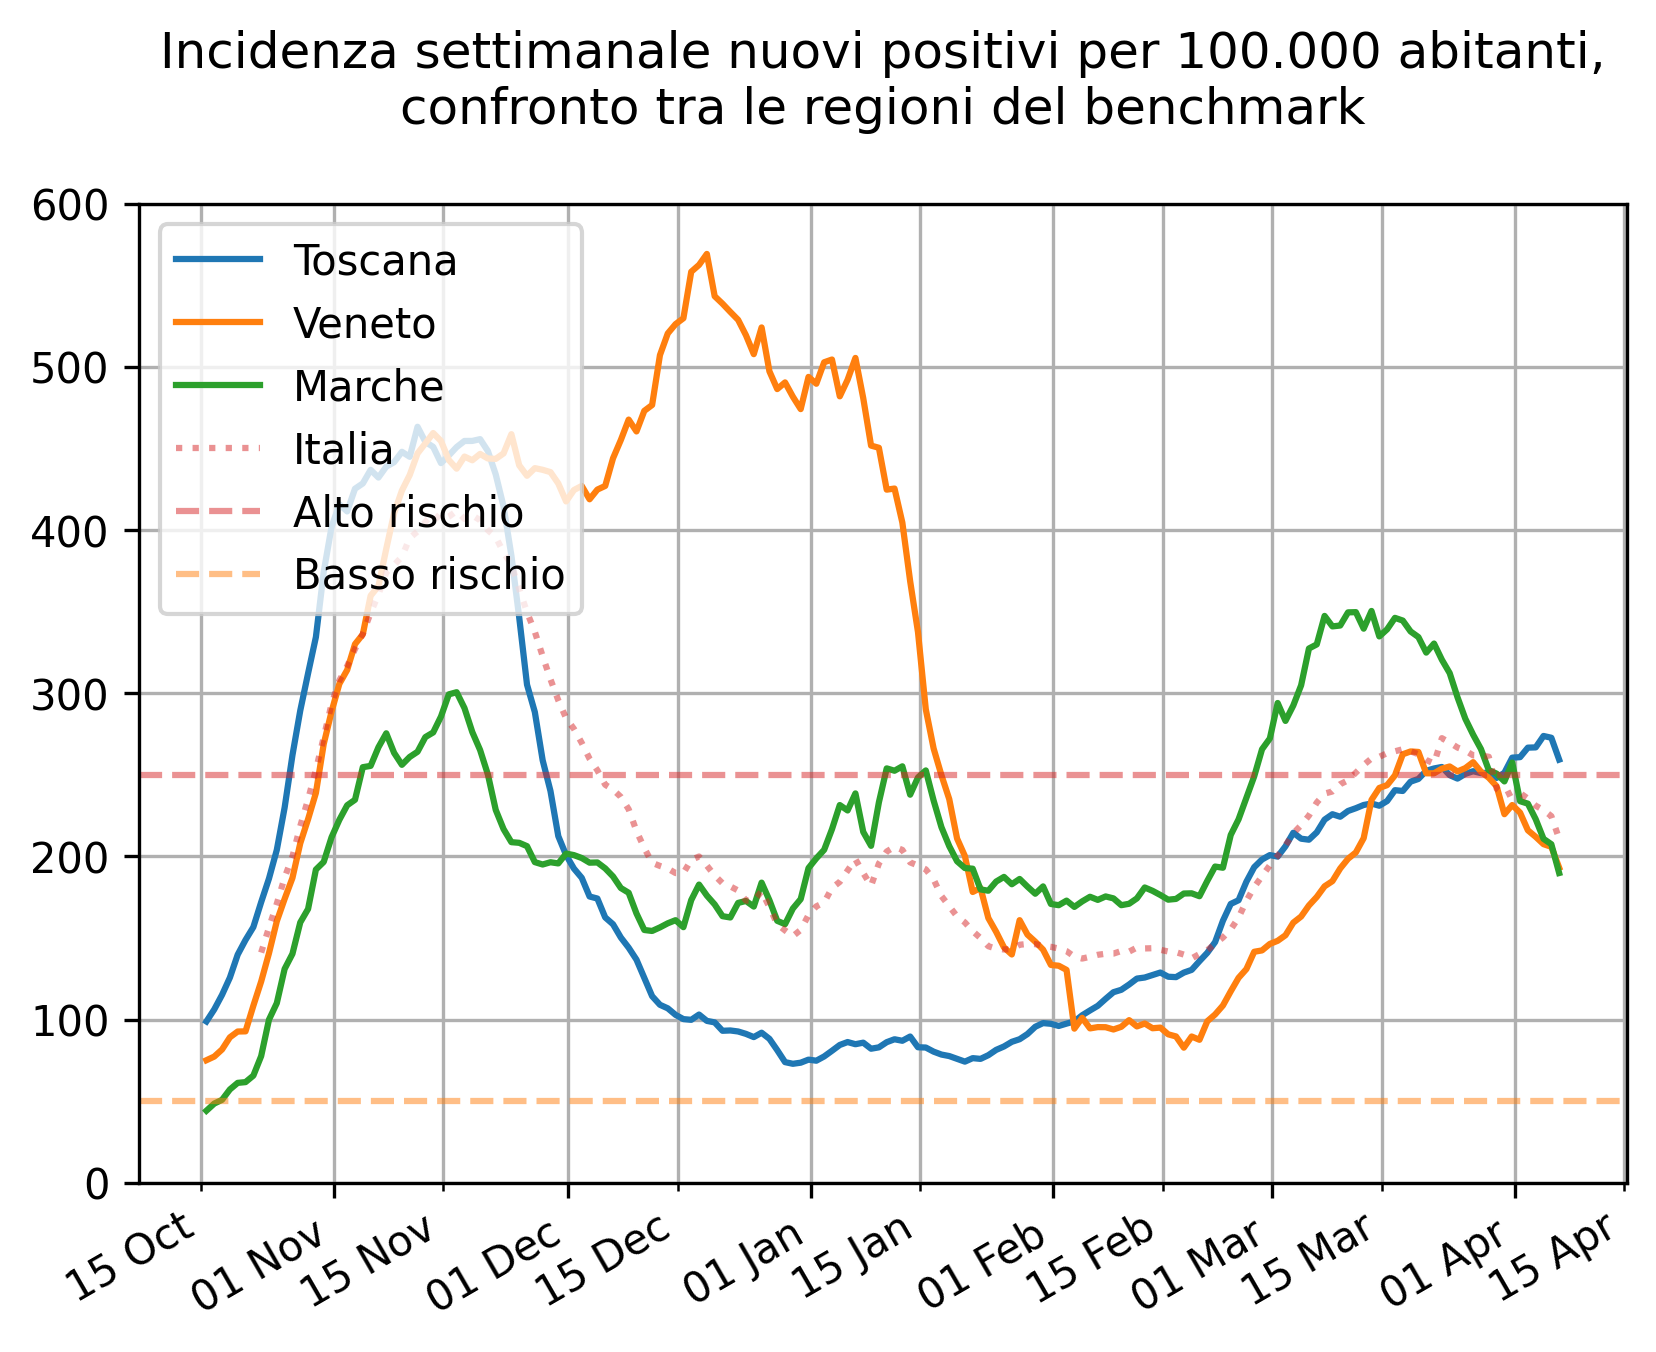 Incidenza settimanale nuovi positivi per 100.000 abitanti,
confronto tra le regioni del benchmark
600
500
400
300
200
100
0
Toscana
Veneto
Marche
Italia
Alto rischio
Basso rischio
15 Oct
01 Nov
15 Nov
01 Dec
15 Dec
01 Jan
15 Jan
01 Feb
15 Feb
01 Mar
15 Mar
01 Apr
15 Apr